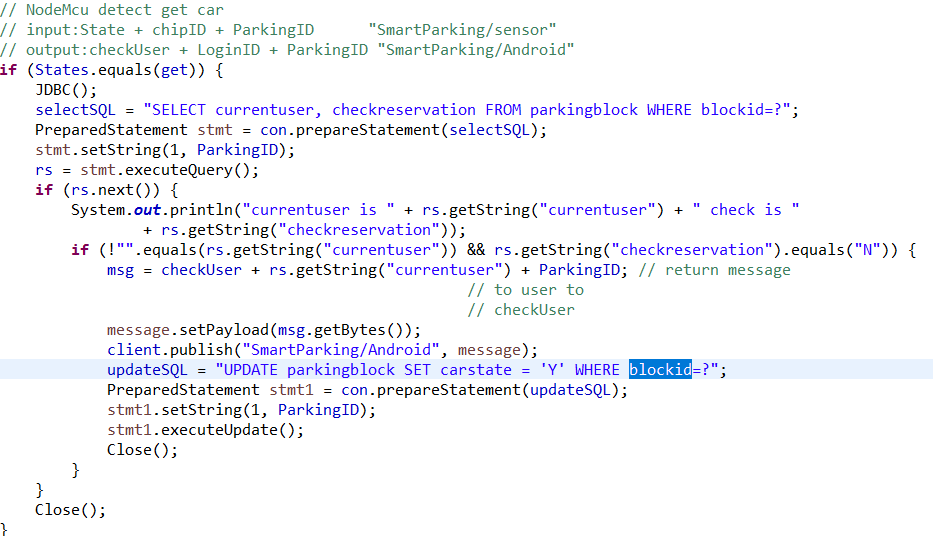 // NodeMcu detect get car
// input:State + chipID + ParkingID      "SmartParking/sensor"
// output:checkUser + LoginID + ParkingID "SmartParking/Android"
if (States.equals(get)) {
    JDBC();
    selectSQL = "SELECT currentuser, checkreservation FROM parkingblock WHERE blockid=?";
    PreparedStatement stmt = con.prepareStatement(selectSQL);
    stmt.setString(1, ParkingID);
    rs = stmt.executeQuery();
    if (rs.next()) {
        System.out.println("currentuser is " + rs.getString("currentuser") + " check is "
                + rs.getString("checkreservation"));
        if (!"".equals(rs.getString("currentuser")) && rs.getString("checkreservation").equals("N")) {
            msg = checkUser + rs.getString("currentuser") + ParkingID; // return message
                                                    // to user to
                                                    // checkUser
            message.setPayload(msg.getBytes());
            client.publish("SmartParking/Android", message);
            updateSQL = "UPDATE parkingblock SET carstate = 'Y' WHERE blockid=?";
            PreparedStatement stmt1 = con.prepareStatement(updateSQL);
            stmt1.setString(1, ParkingID);
            stmt1.executeUpdate();
            Close();
        }
    }
    Close();
}